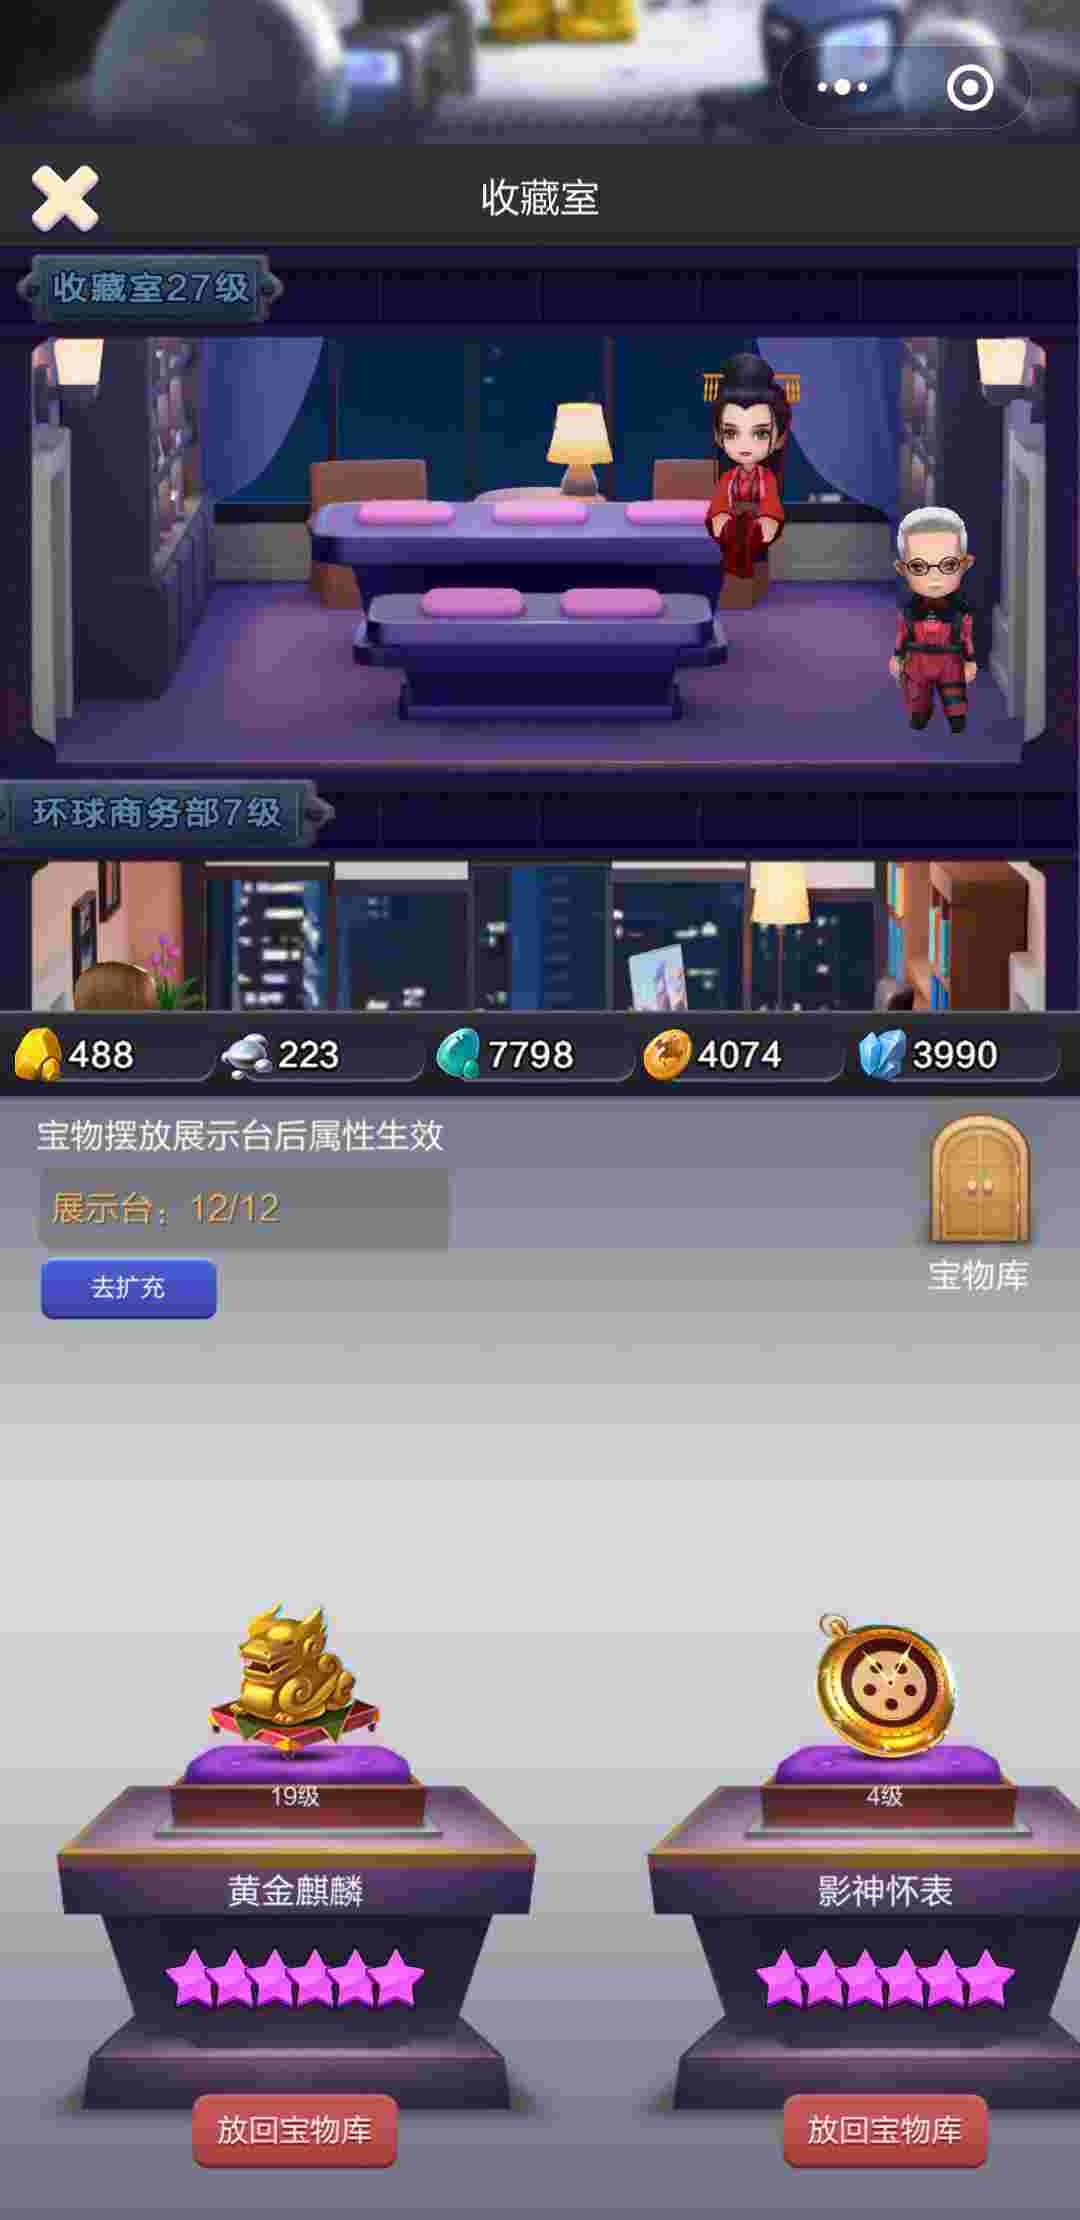 收藏室
收藏室27级
环球商务部7级
488
223
7798
4074
3990
宝物摆放展示台后属性生效
展示台：12/12
去扩充
宝物库
19级
4级
黄金麒麟
影神怀表
放回宝物库
放回宝物库